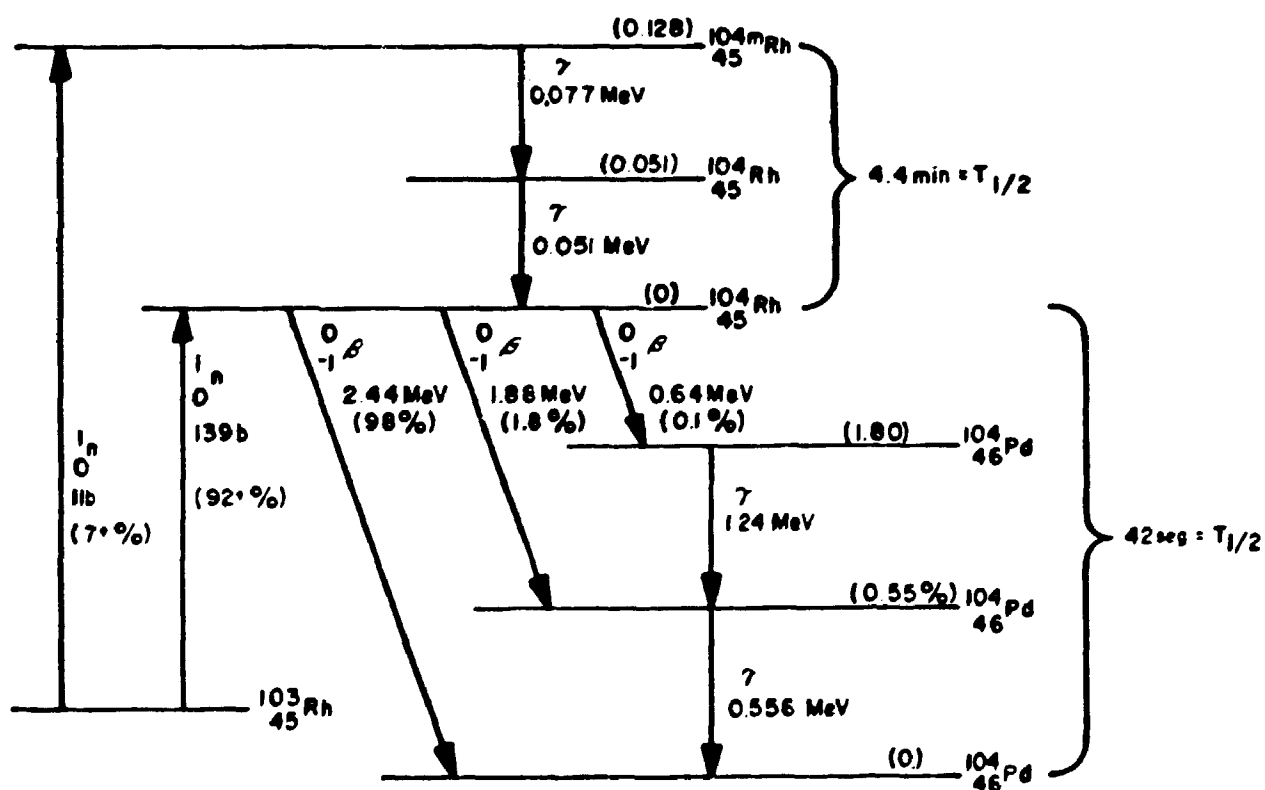 (0.128) 104m Rh 45
γ
0,077 MeV
(0.051) 104 Rh 45
4.4 min = T 1/2
γ
0.051 MeV
(0) 104 Rh 45
0 -1 β
2.44 MeV
(98%)
0 -1 β
1.88 MeV
(1.8%)
0 -1 β
0.64 MeV
(0.1%)
1 n 0
139b
(92+%)
1 n 0
11b
(7+%)
(1.80) 104 Pd 46
γ
1.24 MeV
42 seg = T 1/2
(0.55%) 104 Pd 46
103 Rh 45
γ
0.556 MeV
(0.) 104 Pd 46